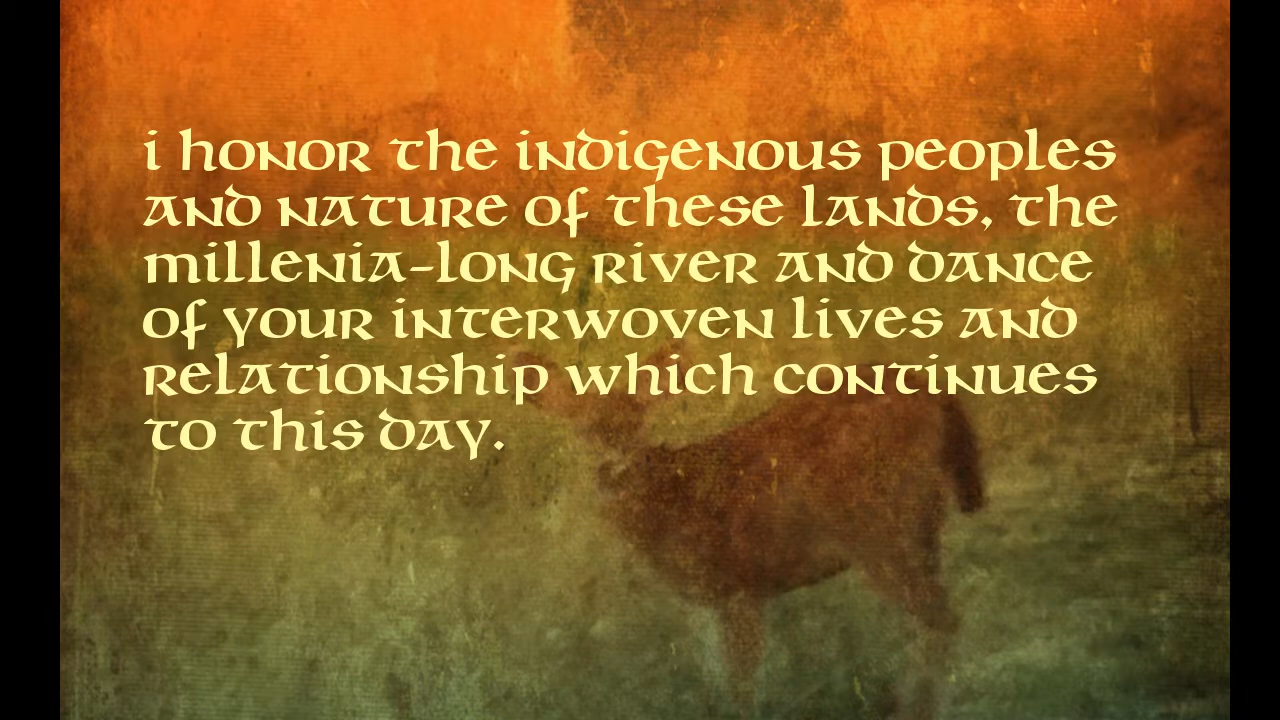 i honor the indigenous peoples
and nature of these lands, the
millenia-long river and dance
of your interwoven lives and
relationship which continues
to this day.